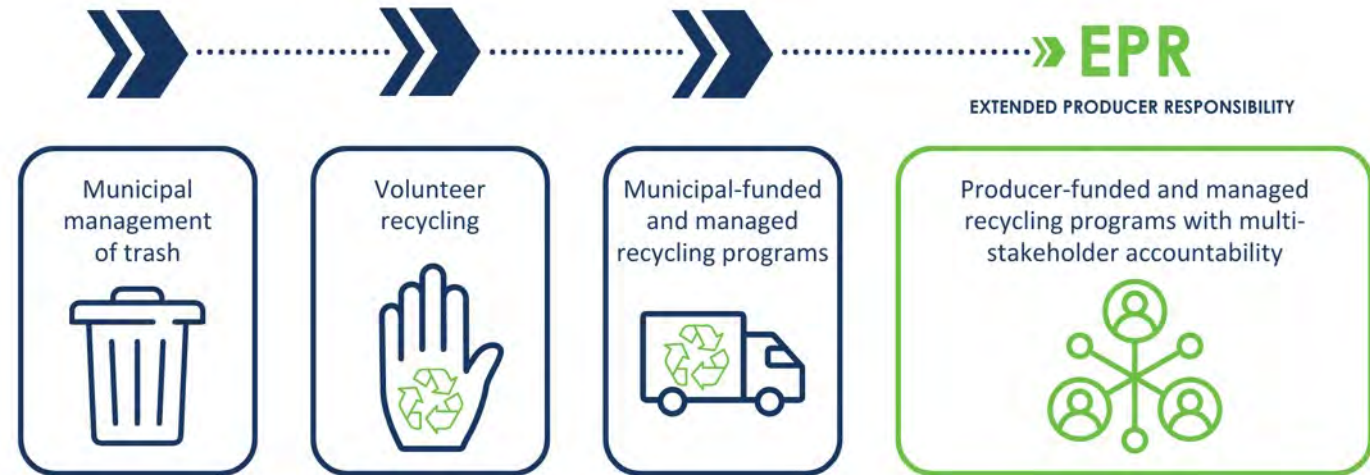 EPR
EXTENDED PRODUCER RESPONSIBILITY
Municipal
management
of trash
Volunteer
recycling
Municipal-funded
and managed
recycling programs
Producer-funded and managed
recycling programs with multi-
stakeholder accountability